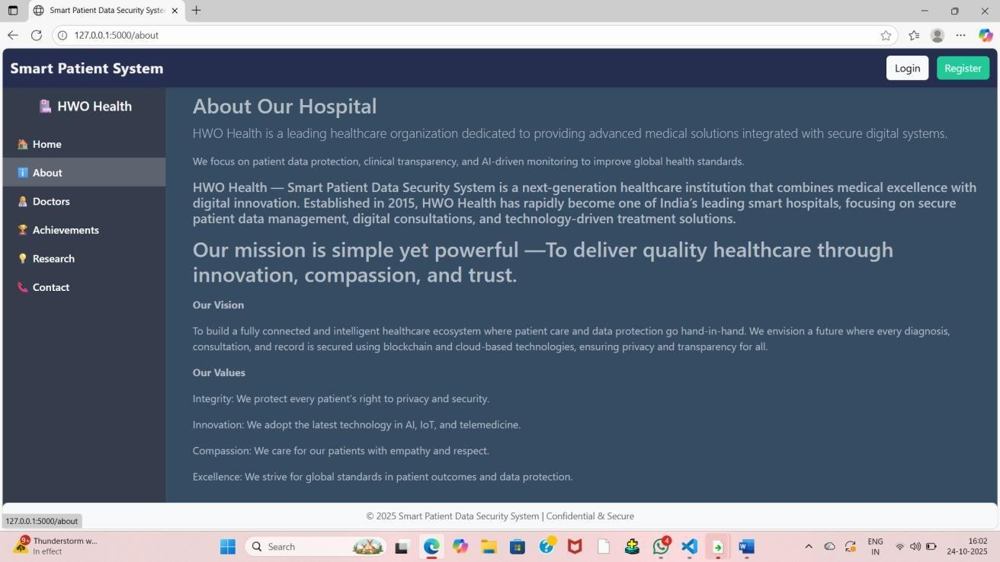 Smart Patient Data Security Syste
127.0.0.1:5000/about
Smart Patient System
Login
Register
HWO Health
Home
About
Doctors
Achievements
Research
Contact
About Our Hospital
HWO Health is a leading healthcare organization dedicated to providing advanced medical solutions integrated with secure digital systems.
We focus on patient data protection, clinical transparency, and AI-driven monitoring to improve global health standards.
HWO Health — Smart Patient Data Security System is a next-generation healthcare institution that combines medical excellence with
digital innovation. Established in 2015, HWO Health has rapidly become one of India's leading smart hospitals, focusing on secure
patient data management, digital consultations, and technology-driven treatment solutions.
Our mission is simple yet powerful —To deliver quality healthcare through
innovation, compassion, and trust.
Our Vision
To build a fully connected and intelligent healthcare ecosystem where patient care and data protection go hand-in-hand. We envision a future where every diagnosis,
consultation, and record is secured using blockchain and cloud-based technologies, ensuring privacy and transparency for all.
Our Values
Integrity: We protect every patient's right to privacy and security.
Innovation: We adopt the latest technology in AI, IoT, and telemedicine.
Compassion: We care for our patients with empathy and respect.
Excellence: We strive for global standards in patient outcomes and data protection.
© 2025 Smart Patient Data Security System | Confidential & Secure
127.0.0.1:5000/about
9+
Thunderstorm w...
In effect
Search
4
ENG
IN
16:02
24-10-2025